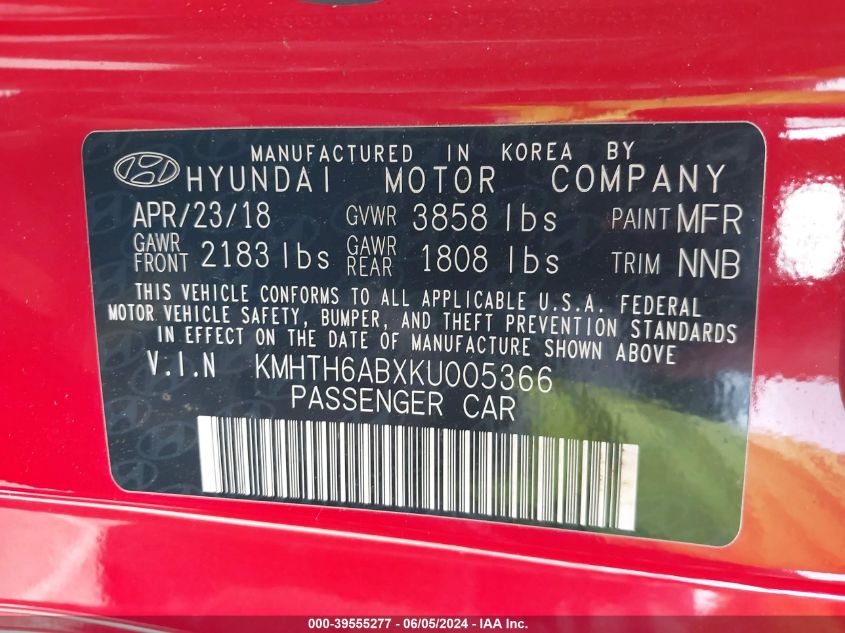 MANUFACTURED IN KOREA BY
HYUNDAI MOTOR COMPANY
APR/23/18 GVWR 3858 lbs PAINT MFR
GAWR FRONT 2183 lbs GAWR REAR 1808 lbs TRIM NNB
THIS VEHICLE CONFORMS TO ALL APPLICABLE U.S.A. FEDERAL
MOTOR VEHICLE SAFETY, BUMPER, AND THEFT PREVENTION STANDARDS
IN EFFECT ON THE DATE OF MANUFACTURE SHOWN ABOVE
V.I.N KMHTH6ABXKU005366
PASSENGER CAR
000-39555277 - 06/05/2024 - IAA Inc.